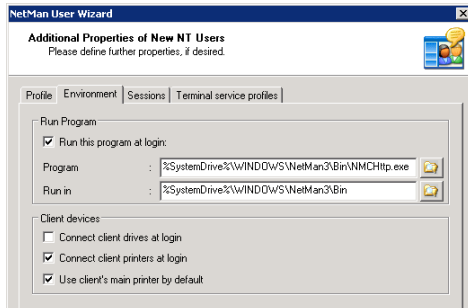 NetMan User Wizard
Additional Properties of New NT Users
Please define further properties, if desired.
Profile Environment Sessions Terminal service profiles
Run Program
Run this program at login:
Program : %SystemDrive%\WINDOWS\NetMan3\Bin\NMCHttp.exe
Run in : %SystemDrive%\WINDOWS\NetMan3\Bin
Client devices
Connect client drives at login
Connect client printers at login
Use client's main printer by default